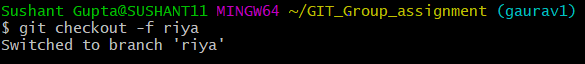 Sushant Gupta@SUSHANT11 MINGW64 ~/GIT_Group_assignment (gaurav1)
$ git checkout -f riya
Switched to branch 'riya'